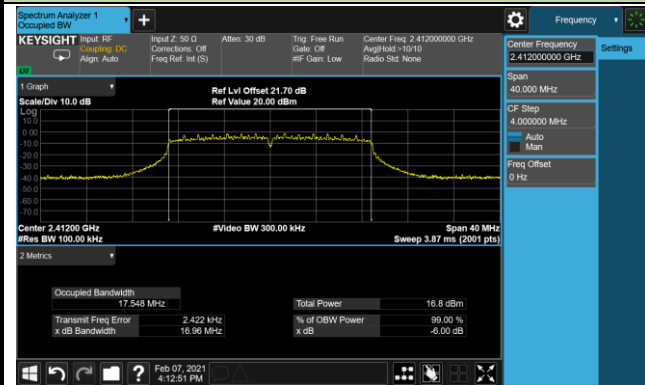 Spectrum Analyzer 1
Occupied BW
Frequency
KEYSIGHT
Input: RF
Coupling: DC
Align: Auto
Input Z: 50 Ω
Corrections: Off
Freq Ref: Int (S)
Atten: 30 dB
Trig: Free Run
Gate: Off
#IF Gain: Low
Center Freq: 2.412000000 GHz
Avg|Hold:>10/10
Radio Std: None
Center Frequency
2.412000000 GHz
Settings
Span
40.000 MHz
CF Step
4.000000 MHz
Auto
Man
Freq Offset
0 Hz
1 Graph
Scale/Div 10.0 dB
Ref Lvl Offset 21.70 dB
Ref Value 20.00 dBm
Log
10.0
0.00
-10.0
-20.0
-30.0
-40.0
-50.0
-60.0
-70.0
Center 2.41200 GHz
#Res BW 100.00 kHz
#Video BW 300.00 kHz
Span 40 MHz
Sweep 3.87 ms (2001 pts)
2 Metrics
Occupied Bandwidth
17.548 MHz
Total Power 16.8 dBm
Transmit Freq Error 2.422 kHz
% of OBW Power 99.00 %
x dB Bandwidth 16.96 MHz
x dB -6.00 dB
Feb 07, 2021
4:12:51 PM